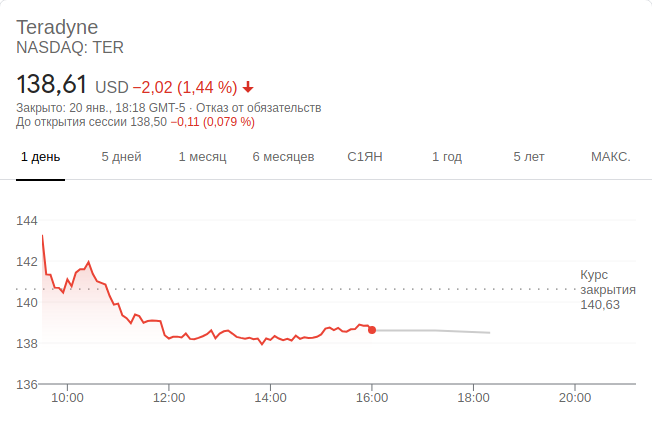 Teradyne
NASDAQ: TER
138,61 USD −2,02 (1,44 %)
Закрыто: 20 янв., 18:18 GMT-5 · Отказ от обязательств
До открытия сессии 138,50 −0,11 (0,079 %)
1 день 5 дней 1 месяц 6 месяцев С1ЯН 1 год 5 лет МАКС.
144
142
Курс
закрытия
140,63
140
138
136
10:00 12:00 14:00 16:00 18:00 20:00